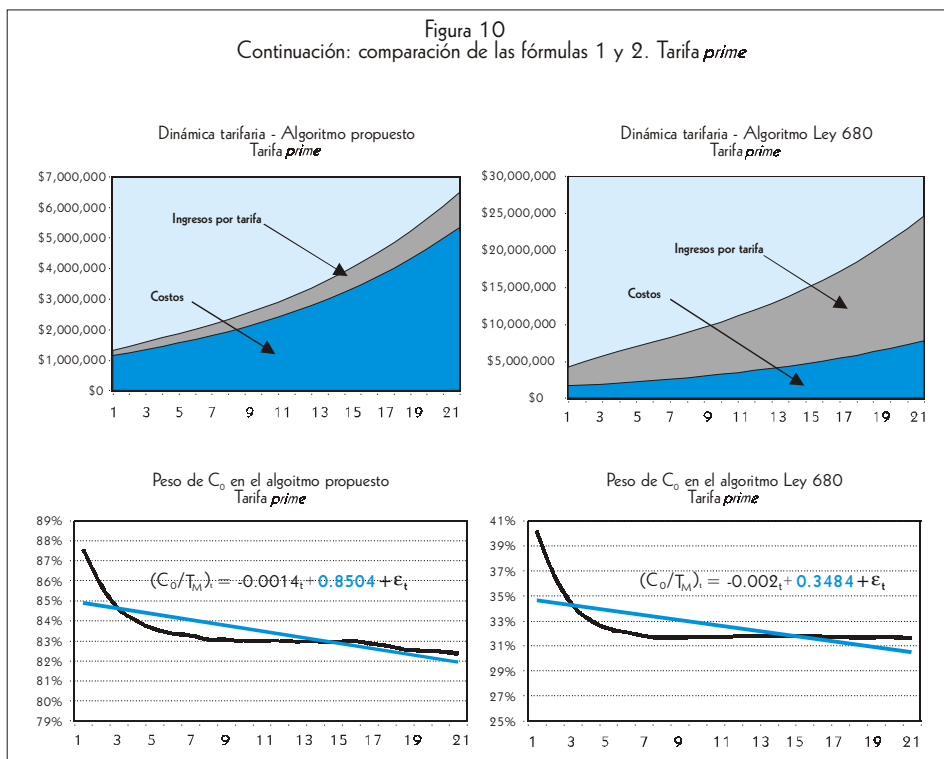 Figura 10
Continuación: comparación de las fórmulas 1 y 2. Tarifa prime
Dinámica tarifaria - Algoritmo propuesto
Tarifa prime
$7,000,000
$6,000,000
$5,000,000
$4,000,000
$3,000,000
$2,000,000
$1,000,000
$0
Ingresos por tarifa
Costos
1 3 5 7 9 11 13 15 17 19 21
Dinámica tarifaria - Algoritmo Ley 680
Tarifa prime
$30,000,000
$25,000,000
$20,000,000
$15,000,000
$10,000,000
$5,000,000
$0
Ingresos por tarifa
Costos
1 3 5 7 9 11 13 15 17 19 21
Peso de C₀ en el algoitmo propuesto
Tarifa prime
89%
88%
87%
86%
85%
84%
83%
82%
81%
80%
79%
(C₀/T_M)ₜ = -0.0014ₜ+ 0.8504 +εₜ
1 3 5 7 9 11 13 15 17 19 21
Peso de C₀ en el algoritmo Ley 680
Tarifa prime
41%
39%
37%
35%
33%
31%
29%
27%
25%
(C₀/T_M)ₜ = -0.002ₜ+ 0.3484 +εₜ
1 3 5 7 9 11 13 15 17 19 21